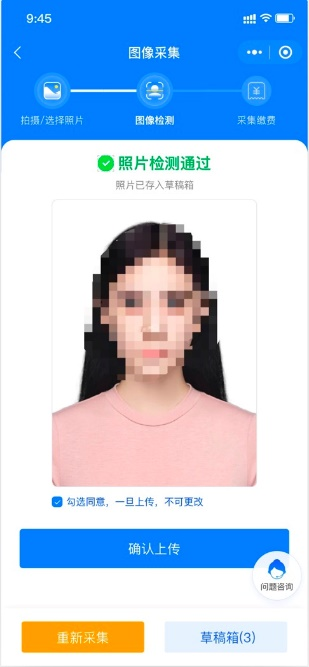 9:45
图像采集
拍摄/选择照片
图像检测
采集缴费
照片检测通过
照片已存入草稿箱
勾选同意，一旦上传，不可更改
确认上传
问题咨询
重新采集
草稿箱(3)